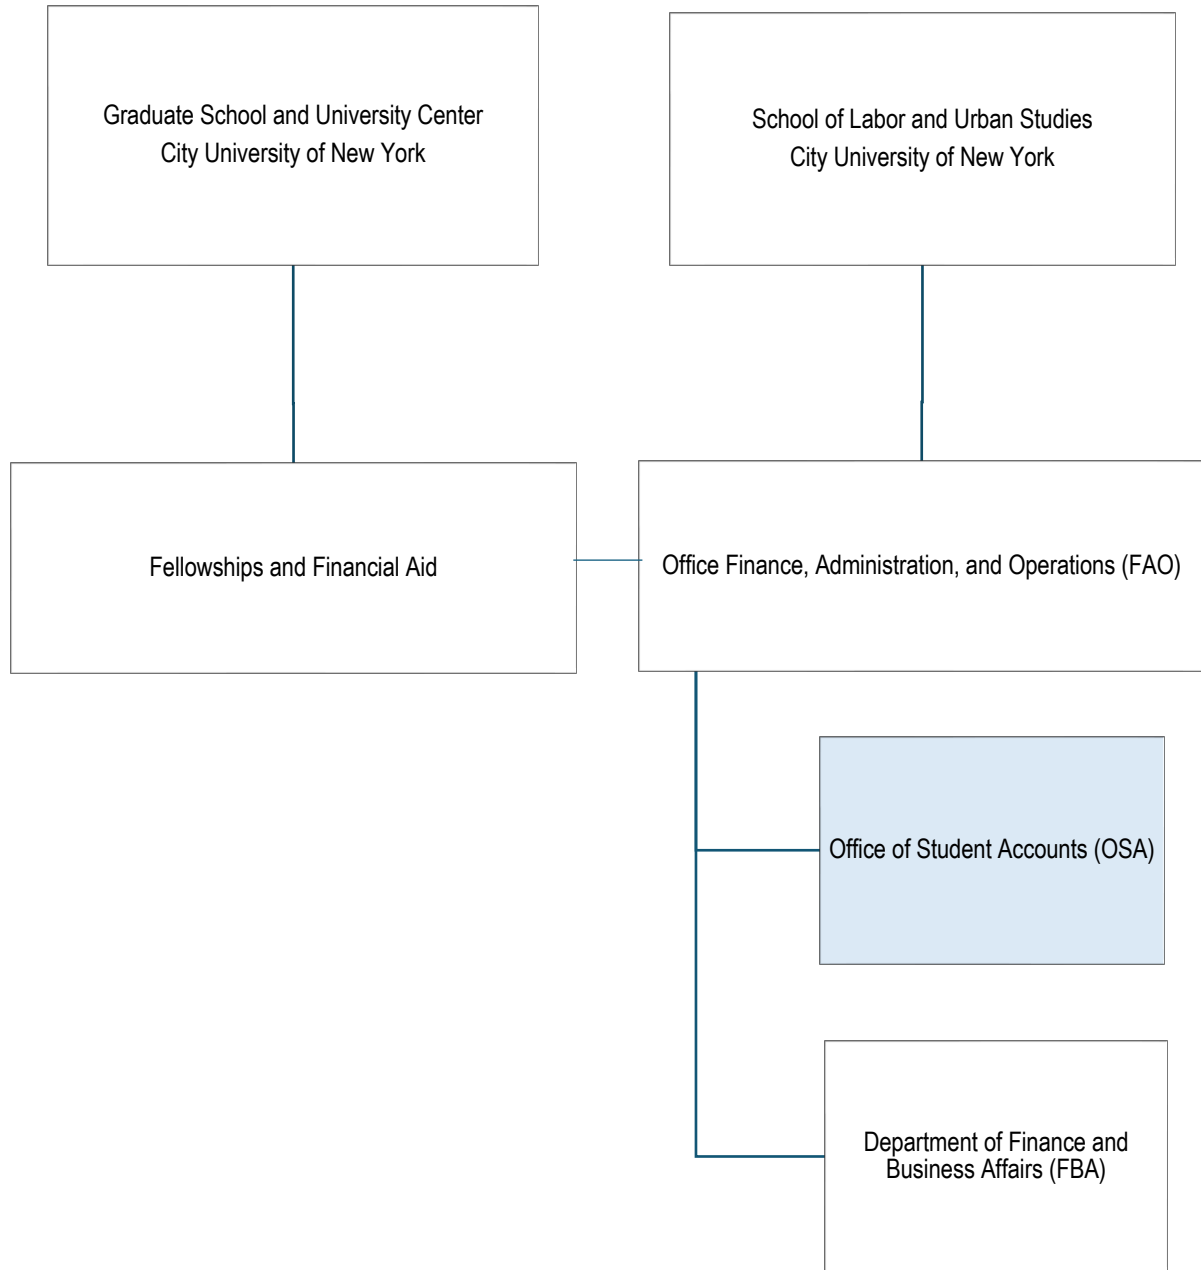 Graduate School and University Center
City University of New York
School of Labor and Urban Studies
City University of New York
Fellowships and Financial Aid
Office Finance, Administration, and Operations (FAO)
Office of Student Accounts (OSA)
Department of Finance and
Business Affairs (FBA)